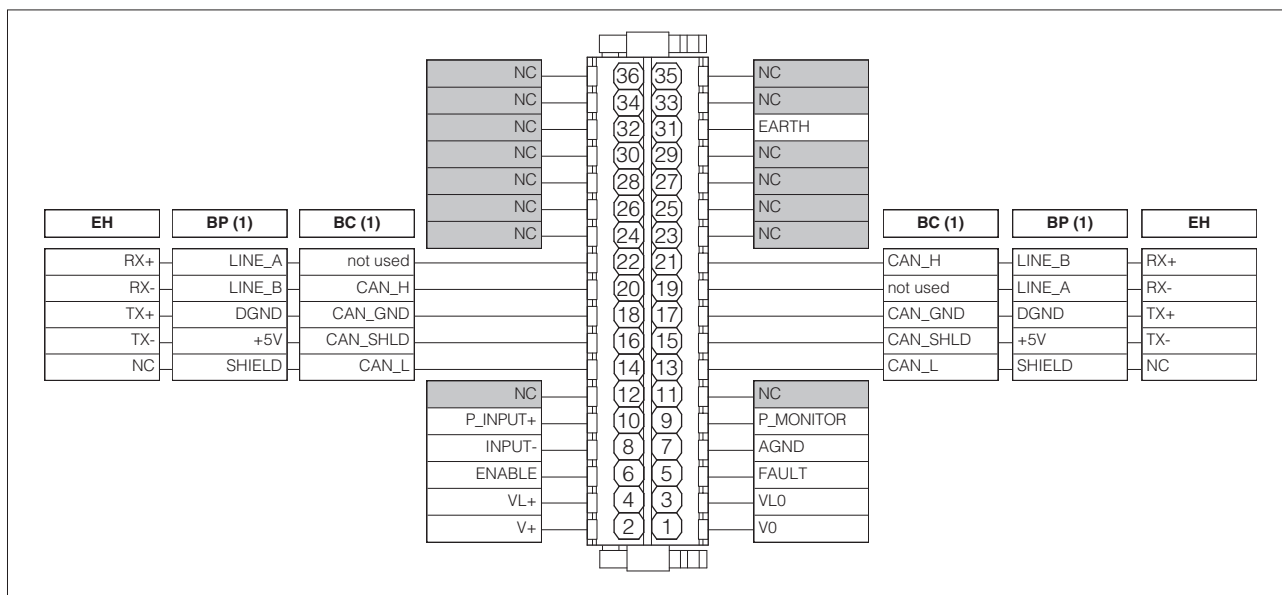 NC 36 35 NC
NC 34 33 NC
NC 32 31 EARTH
NC 30 29 NC
NC 28 27 NC
NC 26 25 NC
NC 24 23 NC
EH BP (1) BC (1) BC (1) BP (1) EH
RX+ LINE_A not used 22 21 CAN_H LINE_B RX+
RX- LINE_B CAN_H 20 19 not used LINE_A RX-
TX+ DGND CAN_GND 18 17 CAN_GND DGND TX+
TX- +5V CAN_SHLD 16 15 CAN_SHLD +5V TX-
NC SHIELD CAN_L 14 13 CAN_L SHIELD NC
NC 12 11 NC
P_INPUT+ 10 9 P_MONITOR
INPUT- 8 7 AGND
ENABLE 6 5 FAULT
VL+ 4 3 VL0
V+ 2 1 V0